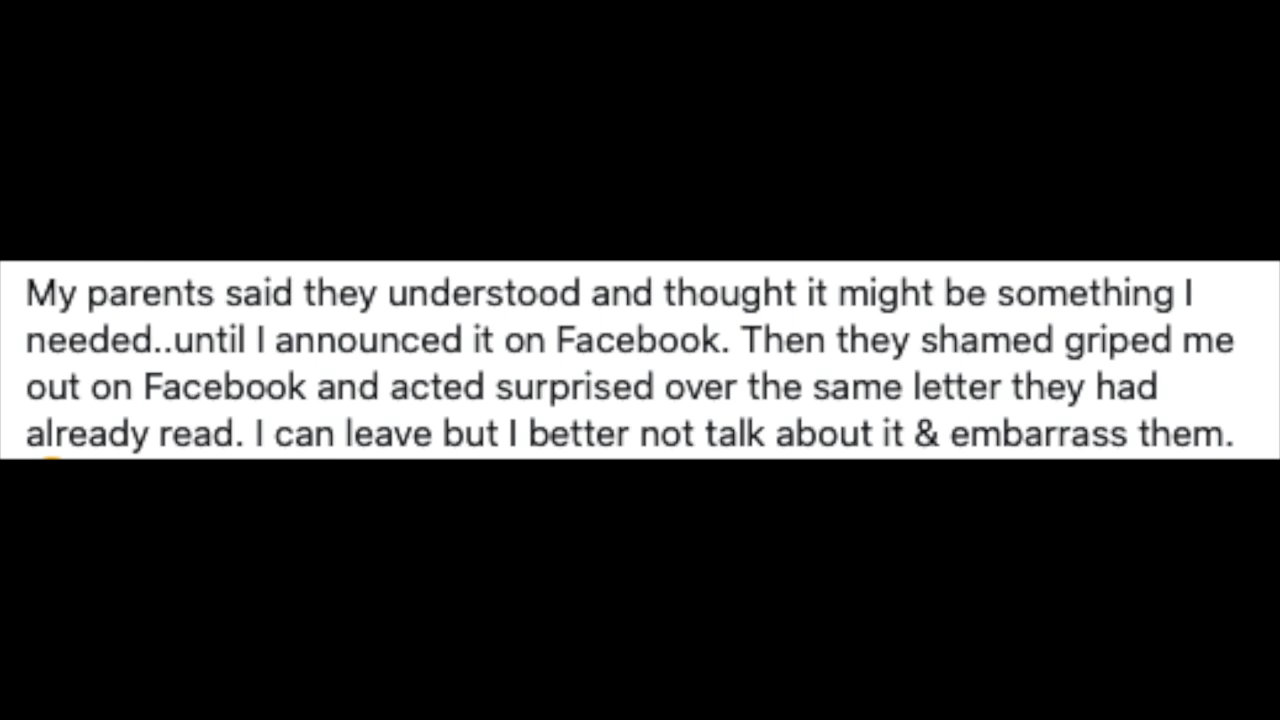 My parents said they understood and thought it might be something I
needed..until I announced it on Facebook. Then they shamed griped me
out on Facebook and acted surprised over the same letter they had
already read. I can leave but I better not talk about it & embarrass them.